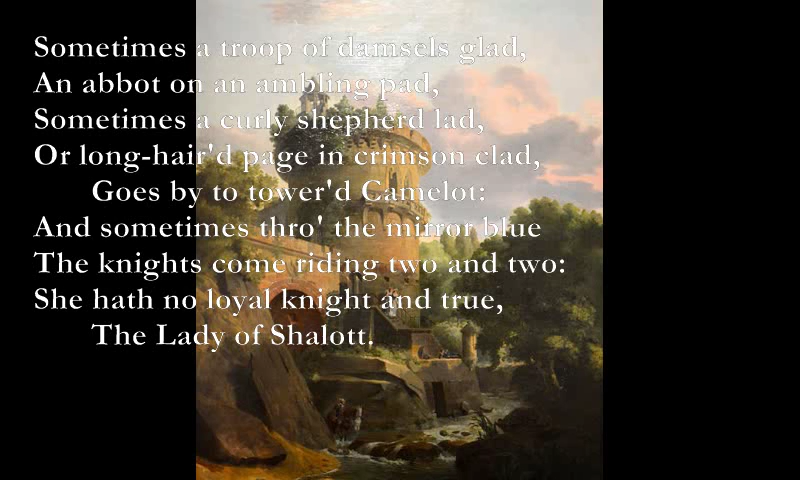 Sometimes a troop of damsels glad,
An abbot on an ambling pad,
Sometimes a curly shepherd lad,
Or long-hair'd page in crimson clad,
Goes by to tower'd Camelot:
And sometimes thro' the mirror blue
The knights come riding two and two:
She hath no loyal knight and true,
The Lady of Shalott.